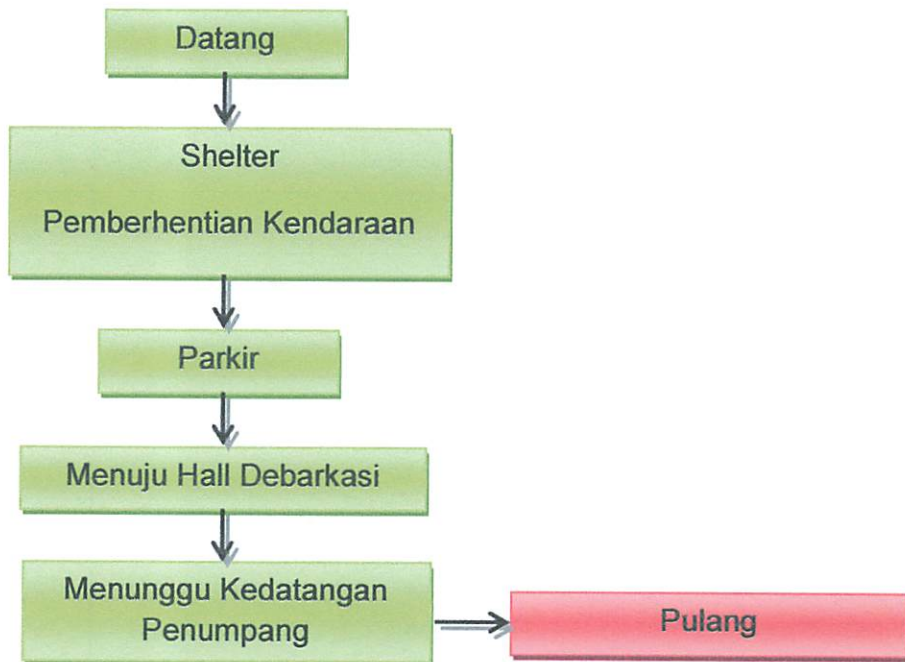 Datang
Shelter
Pemberhentian Kendaraan
Parkir
Menuju Hall Debarkasi
Menunggu Kedatangan
Penumpang
Pulang